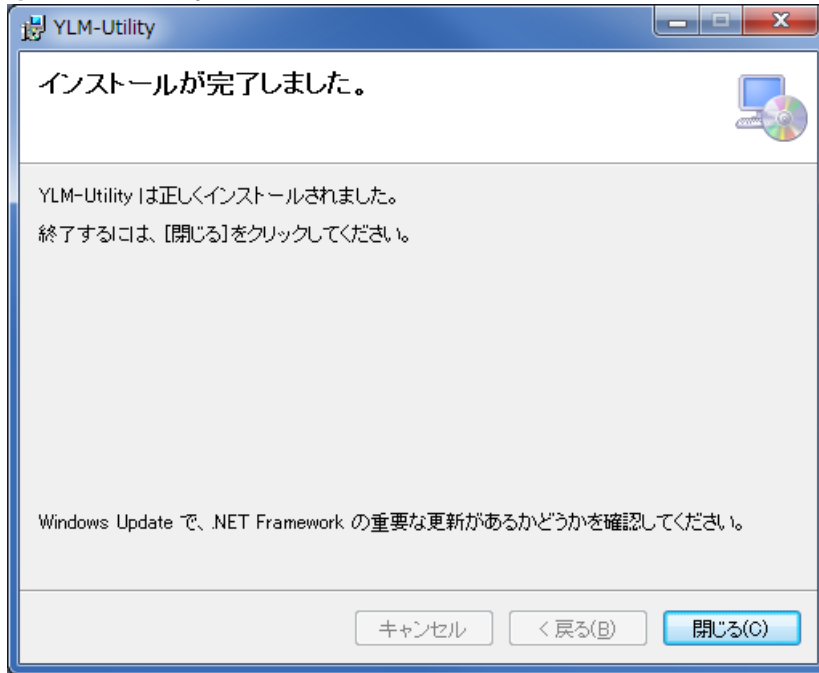 YLM-Utility
インストールが完了しました。
YLM-Utility は正しくインストールされました。
終了するには、[閉じる]をクリックしてください。
Windows Update で、.NET Framework の重要な更新があるかどうかを確認してください。
キャンセル
< 戻る(B)
閉じる(C)